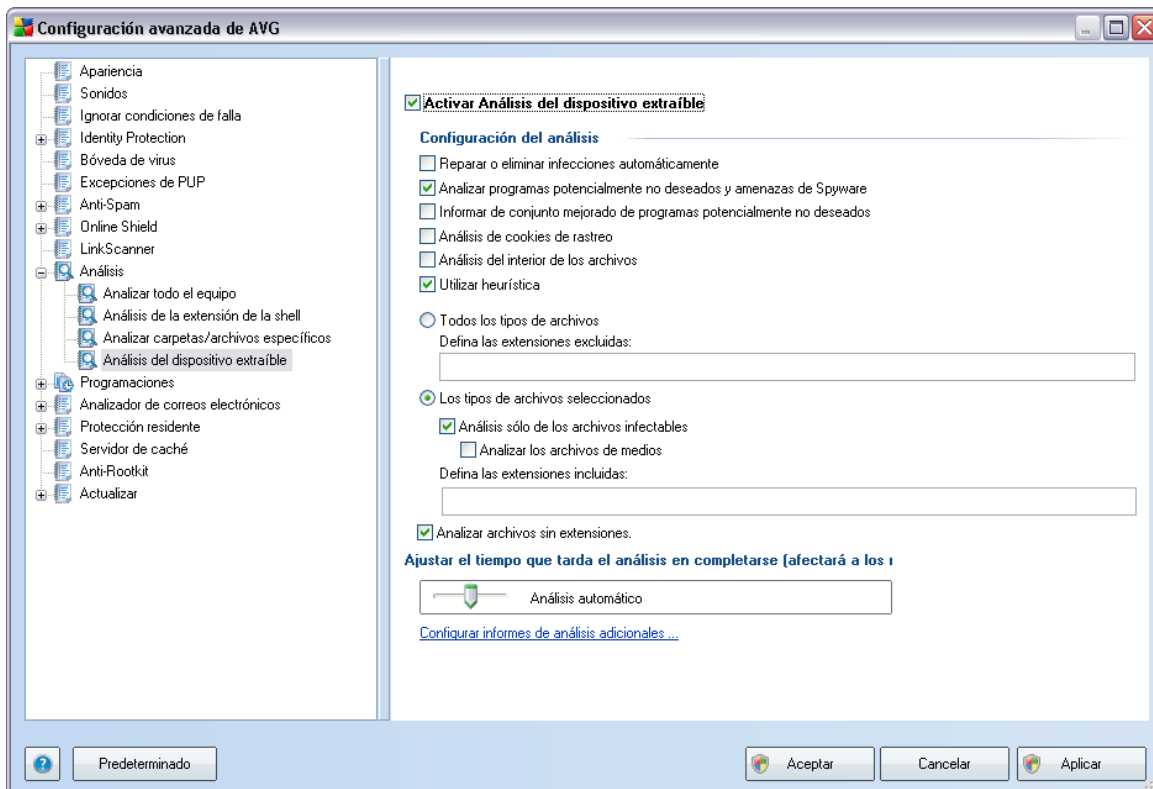 Configuración avanzada de AVG
Apariencia
Sonidos
Ignorar condiciones de falla
Identity Protection
Bóveda de virus
Excepciones de PUP
Anti-Spam
Online Shield
LinkScanner
Análisis
Analizar todo el equipo
Análisis de la extensión de la shell
Analizar carpetas/archivos específicos
Análisis del dispositivo extraíble
Programaciones
Analizador de correos electrónicos
Protección residente
Servidor de caché
Anti-Rootkit
Actualizar
Activar Análisis del dispositivo extraíble
Configuración del análisis
Reparar o eliminar infecciones automáticamente
Analizar programas potencialmente no deseados y amenazas de Spyware
Informar de conjunto mejorado de programas potencialmente no deseados
Análisis de cookies de rastreo
Análisis del interior de los archivos
Utilizar heurística
Todos los tipos de archivos
Defina las extensiones excluidas:
Los tipos de archivos seleccionados
Análisis sólo de los archivos infectables
Analizar los archivos de medios
Defina las extensiones incluidas:
Analizar archivos sin extensiones.
Ajustar el tiempo que tarda el análisis en completarse (afectará a los
Análisis automático
Configurar informes de análisis adicionales ...
? Predeterminado Aceptar Cancelar Aplicar